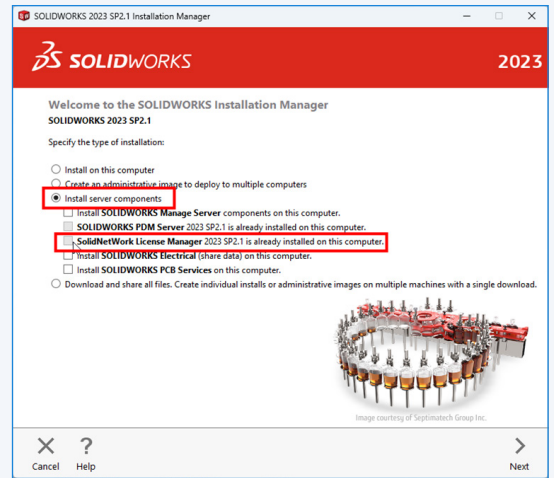 SOLIDWORKS 2023 SP2.1 Installation Manager
SOLIDWORKS
2023
Welcome to the SOLIDWORKS Installation Manager
SOLIDWORKS 2023 SP2.1
Specify the type of installation:
Install on this computer
Create an administrative image to deploy to multiple computers
Install server components
Install SOLIDWORKS Manage Server components on this computer.
SOLIDWORKS PDM Server 2023 SP2.1 is already installed on this computer.
SolidNetWork License Manager 2023 SP2.1 is already installed on this computer.
Install SOLIDWORKS Electrical (share data) on this computer.
Install SOLIDWORKS PCB Services on this computer.
Download and share all files. Create individual installs or administrative images on multiple machines with a single download.
Image courtesy of Septimatech Group Inc.
Cancel
Help
Next